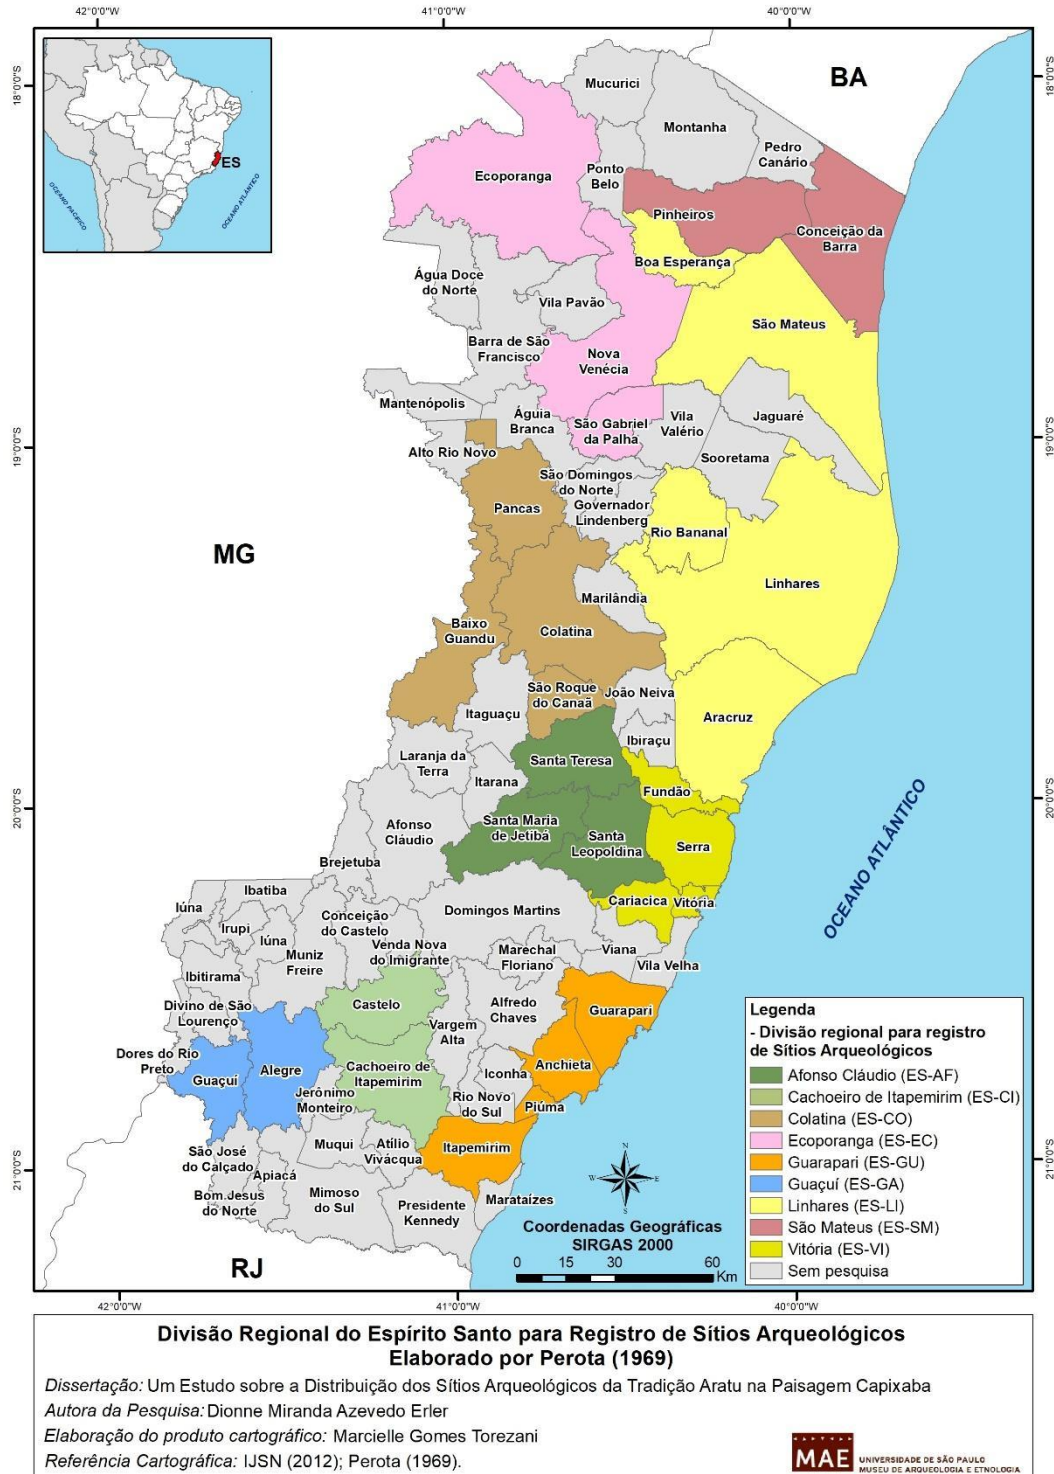 42°0'0"W
41°0'0"W
40°0'0"W
18°0'0"S
19°0'0"S
20°0'0"S
21°0'0"S
18°0'0"S
19°0'0"S
20°0'0"S
21°0'0"S
ES
OCEANO PACÍFICO
OCEANO ATLÂNTICO
BA
MG
RJ
OCEANO ATLÂNTICO
Mucurici
Montanha
Pedro
Canário
Ponto
Belo
Ecoporanga
Pinheiros
Conceição da
Barra
Boa Esperança
Água Doce
do Norte
Vila Pavão
São Mateus
Barra de São
Francisco
Nova
Venécia
Mantenópolis
Águia
Branca
São Gabriel
da Palha
Vila
Valério
Jaguaré
Alto Rio Novo
Sooretama
São Domingos
do Norte
Governador
Lindenberg
Pancas
Rio Bananal
Linhares
Marilândia
Baixo
Guandu
Colatina
São Roque
do Canaã
João Neiva
Itaguaçu
Aracruz
Ibiraçu
Laranja da
Terra
Santa Teresa
Itarana
Fundão
Afonso
Cláudio
Santa Maria
de Jetibá
Santa
Leopoldina
Serra
Brejetuba
Ibatiba
Cariacica
Vitória
Iúna
Conceição
do Castelo
Domingos Martins
Irupi
Iúna
Venda Nova
do Imigrante
Marechal
Floriano
Viana
Muniz
Freire
Vila Velha
Ibitirama
Castelo
Alfredo
Chaves
Guarapari
Divino de São
Lourenço
Vargem
Alta
Dores do Rio
Preto
Guaçuí
Alegre
Cachoeiro de
Itapemirim
Iconha
Anchieta
Jerônimo
Monteiro
Rio Novo
do Sul
Piúma
Muqui
Atílio
Vivácqua
Itapemirim
São José
do Calçado
Apiacá
Bom Jesus
do Norte
Mimoso
do Sul
Presidente
Kennedy
Marataízes
N
W
E
S
Coordenadas Geográficas
SIRGAS 2000
0 15 30 60
Km
Legenda
- Divisão regional para registro
de Sítios Arqueológicos
Afonso Cláudio (ES-AF)
Cachoeiro de Itapemirim (ES-CI)
Colatina (ES-CO)
Ecoporanga (ES-EC)
Guarapari (ES-GU)
Guaçuí (ES-GA)
Linhares (ES-LI)
São Mateus (ES-SM)
Vitória (ES-VI)
Sem pesquisa
42°0'0"W
41°0'0"W
40°0'0"W
Divisão Regional do Espírito Santo para Registro de Sítios Arqueológicos
Elaborado por Perota (1969)
Dissertação: Um Estudo sobre a Distribuição dos Sítios Arqueológicos da Tradição Aratu na Paisagem Capixaba
Autora da Pesquisa: Dionne Miranda Azevedo Erler
Elaboração do produto cartográfico: Marcielle Gomes Torezani
Referência Cartográfica: IJSN (2012); Perota (1969).
MAE
UNIVERSIDADE DE SÃO PAULO
MUSEU DE ARQUEOLOGIA E ETNOLOGIA